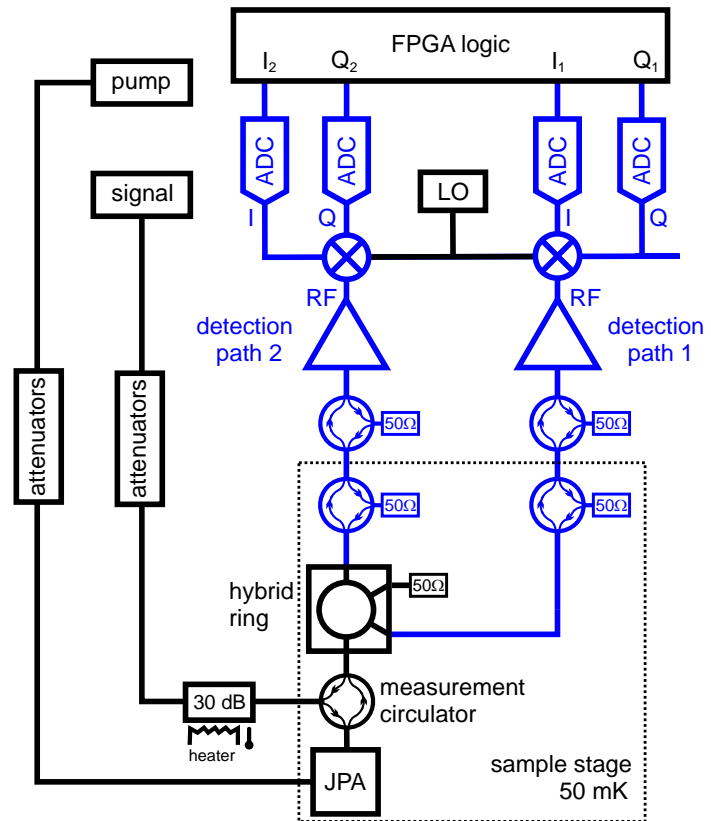 FPGA logic
I₂ Q₂ I₁ Q₁
pump
ADC ADC ADC ADC
signal
LO
I Q I Q
RF RF
detection
path 2
detection
path 1
attenuators
attenuators
50Ω 50Ω
50Ω 50Ω
hybrid
ring
50Ω
measurement
circulator
30 dB
heater
JPA
sample stage
50 mK